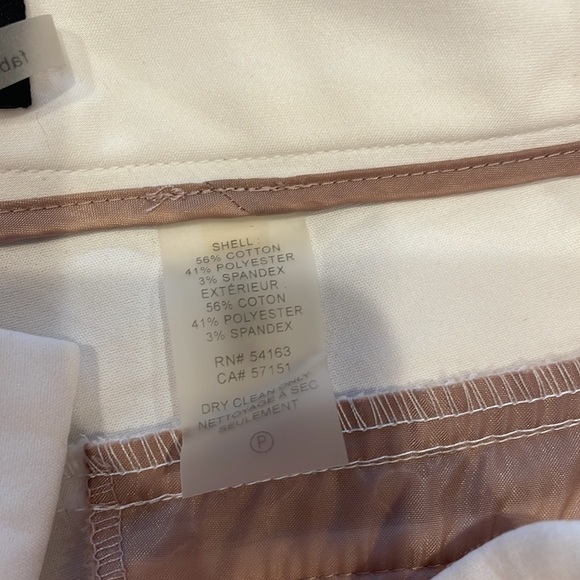 SHELL:
56% COTTON
41% POLYESTER
3% SPANDEX
EXTÉRIEUR
56% COTON
41% POLYESTER
3% SPANDEX
RN# 54163
CA# 57151
DRY CLEAN ONLY
NETTOYAGE À SEC
SEULEMENT
P